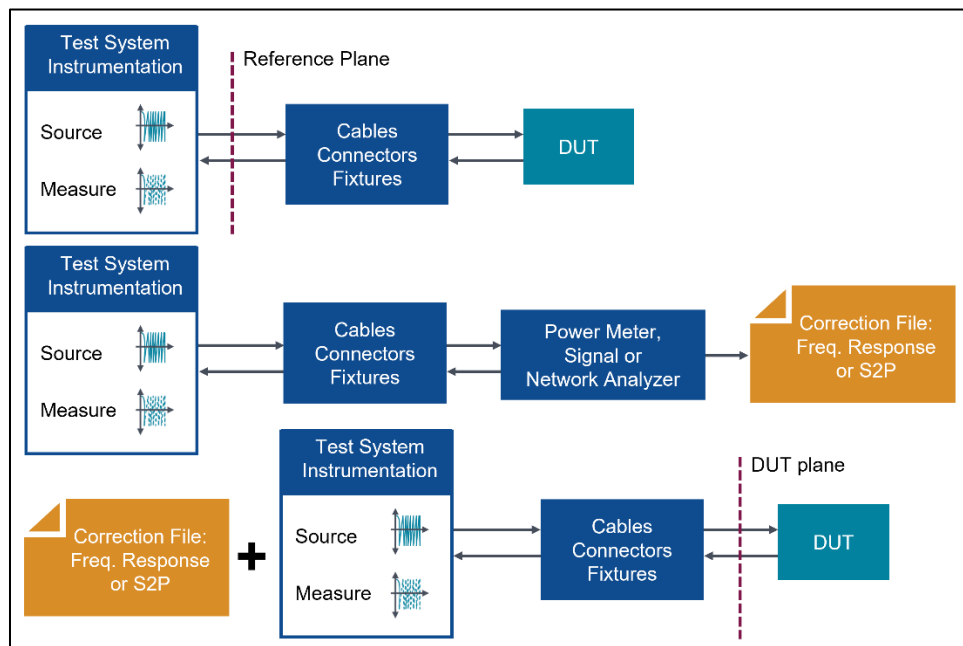 Test System
Instrumentation
Source
Measure
Reference Plane
Cables
Connectors
Fixtures
DUT
Test System
Instrumentation
Source
Measure
Cables
Connectors
Fixtures
Power Meter,
Signal or
Network Analyzer
Correction File:
Freq. Response
or S2P
Correction File:
Freq. Response
or S2P
+
Test System
Instrumentation
Source
Measure
Cables
Connectors
Fixtures
DUT plane
DUT